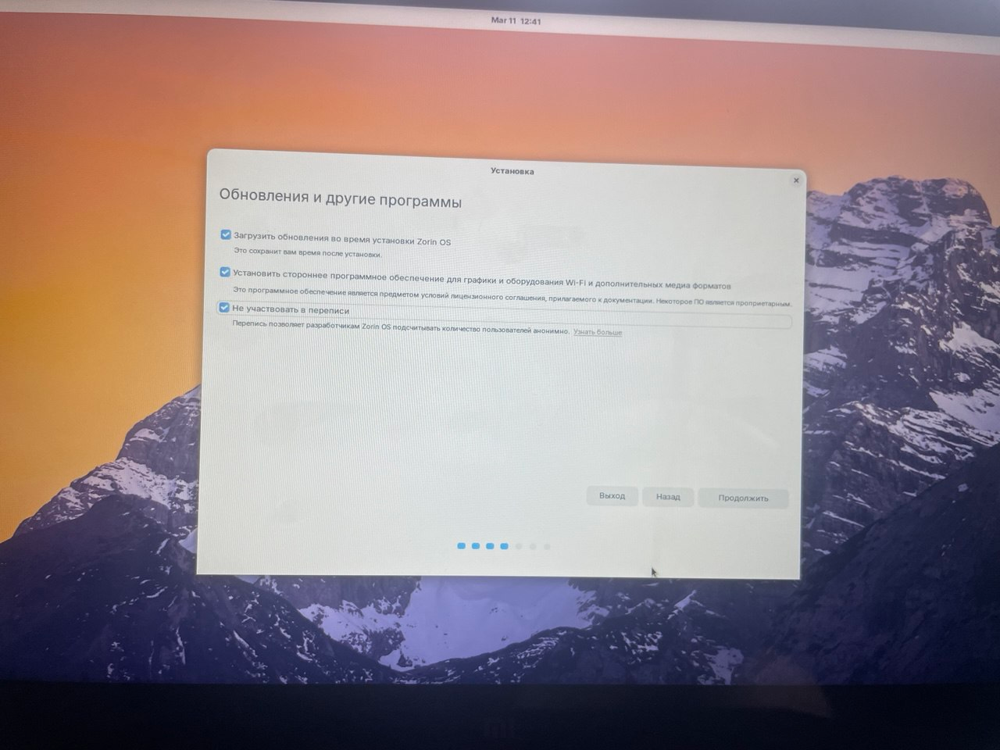 Mar 11 12:41
Установка
Обновления и другие программы
Загрузить обновления во время установки Zorin OS
Это сохранит вам время после установки.
Установить стороннее программное обеспечение для графики и оборудования Wi-Fi и дополнительных медиа форматов
Это программное обеспечение является предметом условий лицензионного соглашения, прилагаемого к документации. Некоторое ПО является проприетарным.
Не участвовать в переписи
Перепись позволяет разработчикам Zorin OS подсчитывать количество пользователей анонимно. Узнать больше
Выход Назад Продолжить